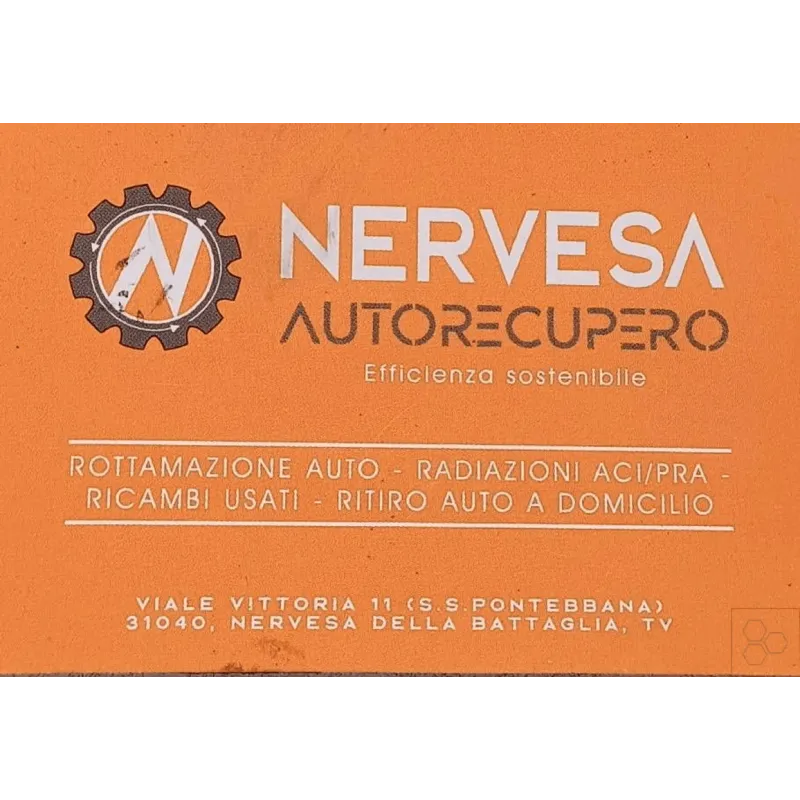 N
NERVESA
AUTORECUPERO
Efficienza sostenibile
ROTTAMAZIONE AUTO - RADIAZIONI ACI/PRA -
RICAMBI USATI - RITIRO AUTO A DOMICILIO
VIALE VITTORIA 11 (S.S.PONTEBBANA)
31040, NERVESA DELLA BATTAGLIA, TV